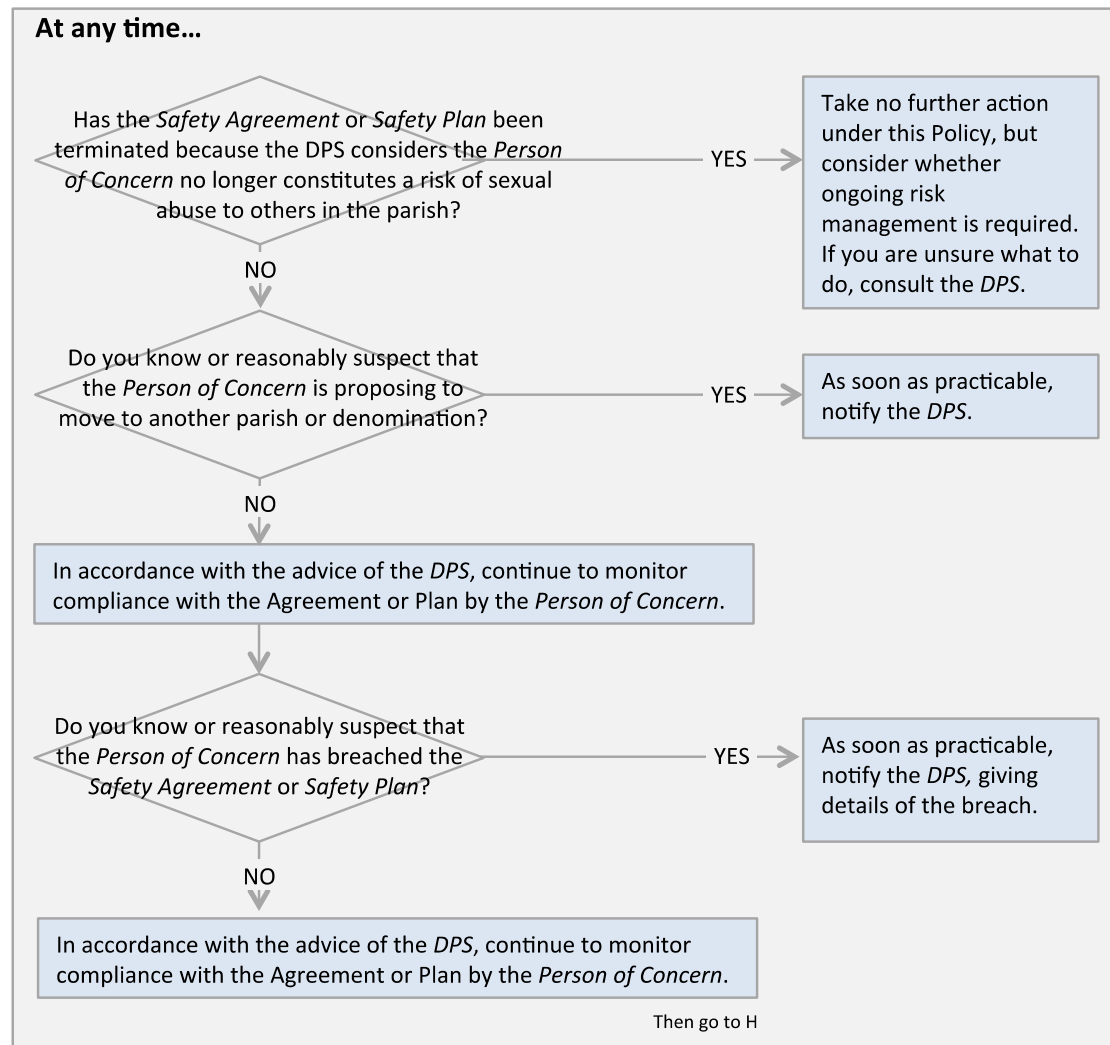 At any time...
Has the Safety Agreement or Safety Plan been
terminated because the DPS considers the Person
of Concern no longer constitutes a risk of sexual
abuse to others in the parish?
YES
Take no further action
under this Policy, but
consider whether
ongoing risk
management is required.
If you are unsure what to
do, consult the DPS.
NO
Do you know or reasonably suspect that
the Person of Concern is proposing to
move to another parish or denomination?
YES
As soon as practicable,
notify the DPS.
NO
In accordance with the advice of the DPS, continue to monitor
compliance with the Agreement or Plan by the Person of Concern.
Do you know or reasonably suspect that
the Person of Concern has breached the
Safety Agreement or Safety Plan?
YES
As soon as practicable,
notify the DPS, giving
details of the breach.
NO
In accordance with the advice of the DPS, continue to monitor
compliance with the Agreement or Plan by the Person of Concern.
Then go to H